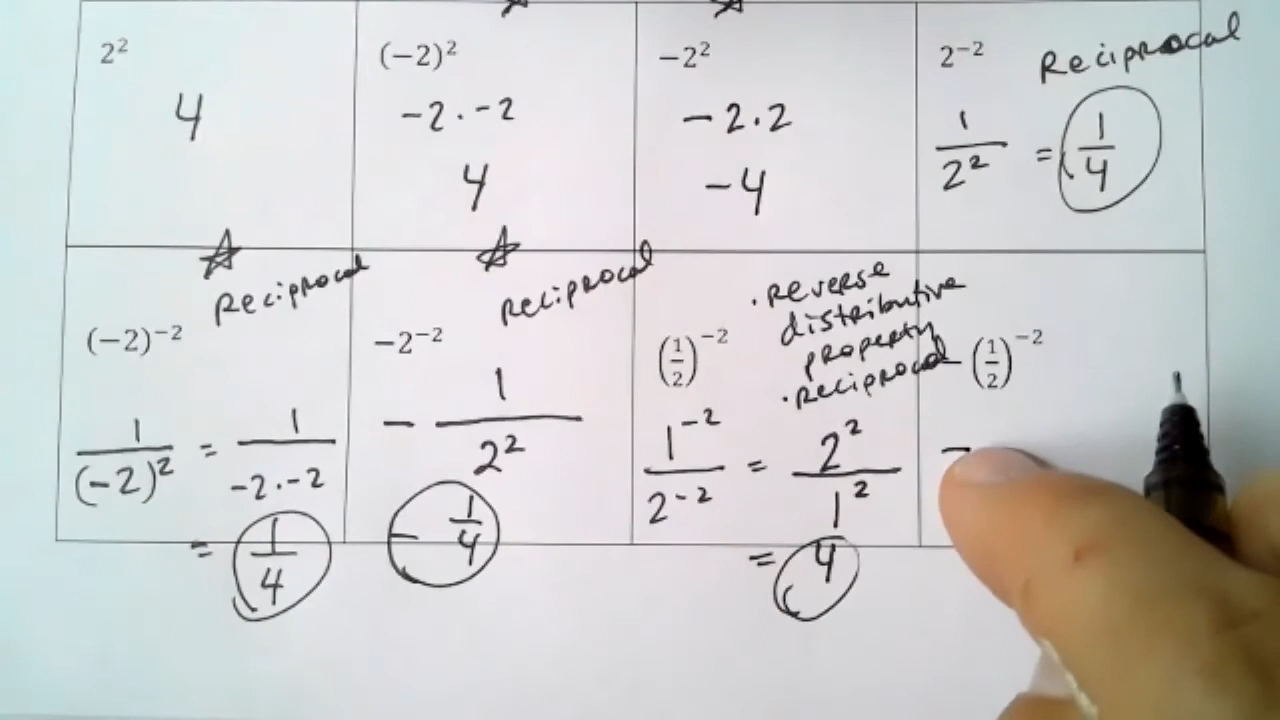 2²
4
(−2)²
-2 · -2
4
−2²
-2 · 2
-4
2⁻²
Reciprocal
1/2² = 1/4
(−2)⁻²
Reciprocal
1/(-2)² = 1/-2 · -2
= 1/4
−2⁻²
reciprocal
- 1/2²
- 1/4
(1/2)⁻²
· reverse
distributive
property
· reciprocal
1⁻²/2⁻² = 2²/1²
= 4
−(1/2)⁻²
-